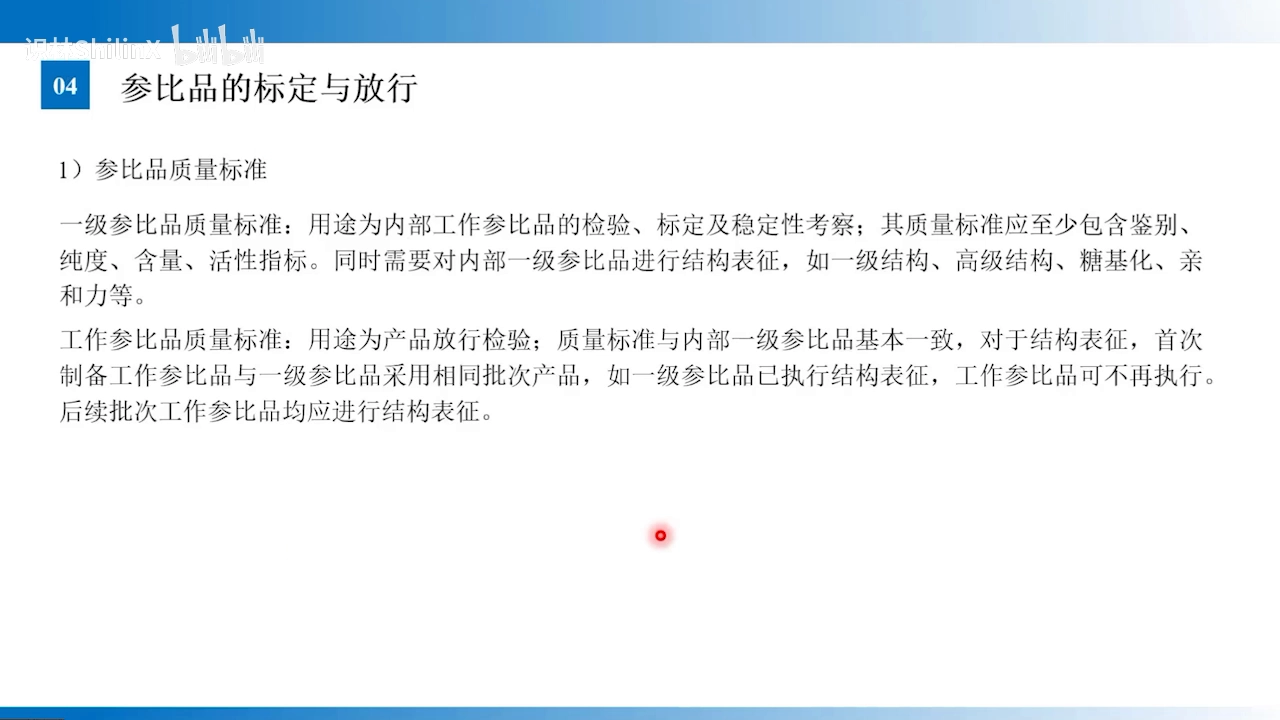 识林ShilinX bilibili
04 参比品的标定与放行
1）参比品质量标准
一级参比品质量标准：用途为内部工作参比品的检验、标定及稳定性考察；其质量标准应至少包含鉴别、
纯度、含量、活性指标。同时需要对内部一级参比品进行结构表征，如一级结构、高级结构、糖基化、亲
和力等。
工作参比品质量标准：用途为产品放行检验；质量标准与内部一级参比品基本一致，对于结构表征，首次
制备工作参比品与一级参比品采用相同批次产品，如一级参比品已执行结构表征，工作参比品可不再执行。
后续批次工作参比品均应进行结构表征。